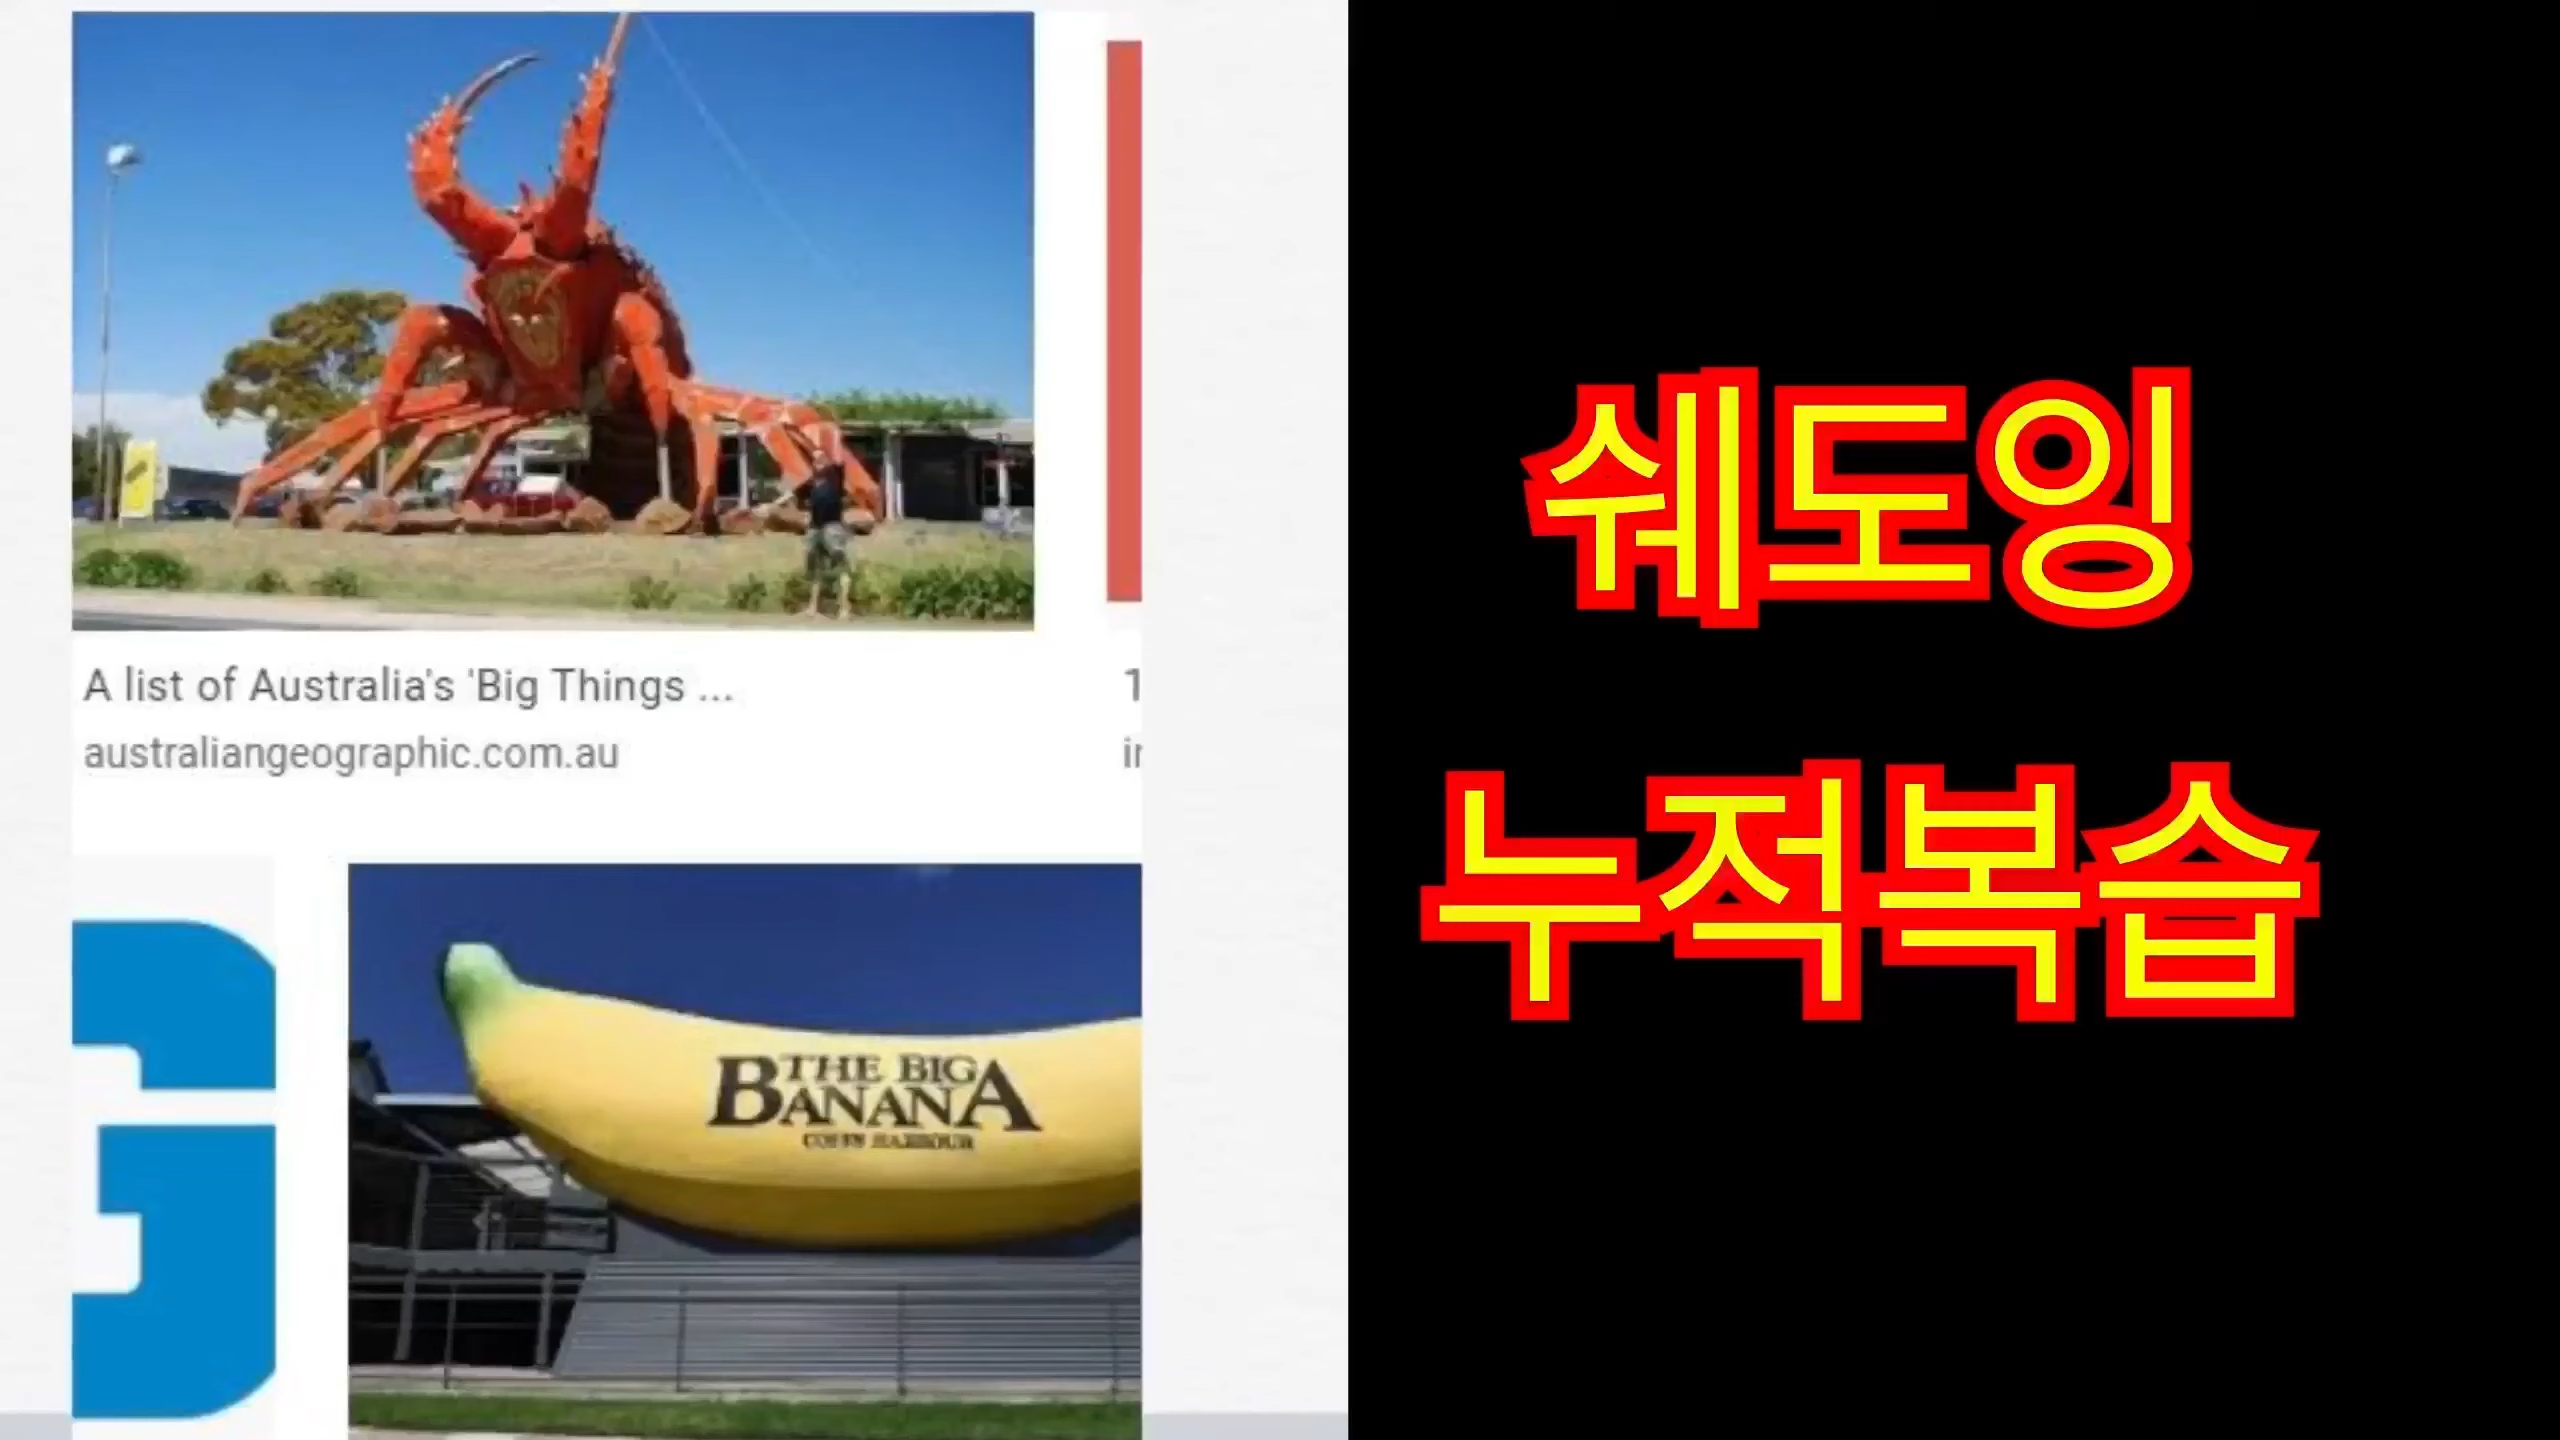 A list of Australia's 'Big Things ...
australiangeographic.com.au
THE BIG
BANANA
쉐도잉
누적복습